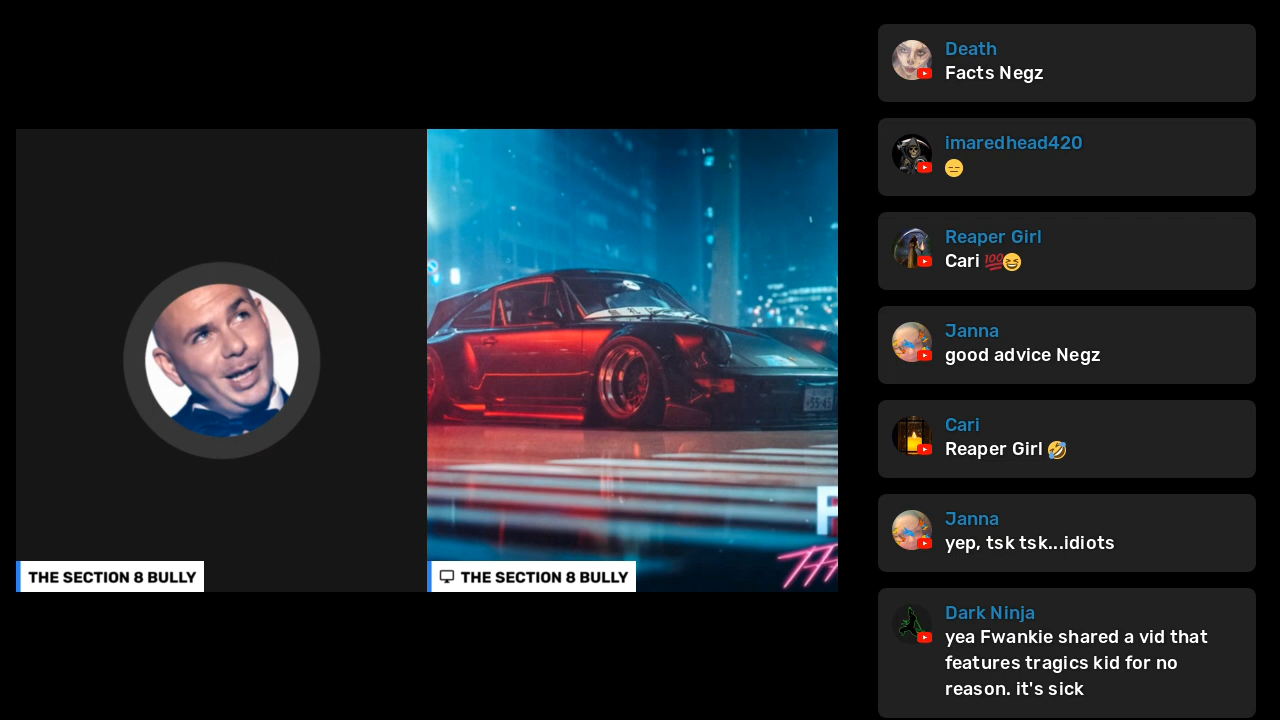 THE SECTION 8 BULLY
THE SECTION 8 BULLY
Death
Facts Negz
imaredhead420
😑
Reaper Girl
Cari 💯😆
Janna
good advice Negz
Cari
Reaper Girl 🤣
Janna
yep, tsk tsk...idiots
Dark Ninja
yea Fwankie shared a vid that
features tragics kid for no
reason. it's sick